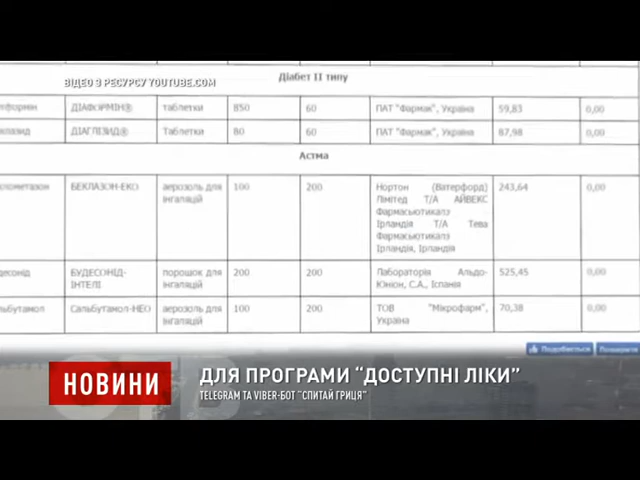 ВІДЕО З РЕСУРСУ YOUTUBE.COM
Діабет II типу
ДІАФОРМІН® таблетки 850 60 ПАТ "Фармак", Україна 59,83 0,00
ДІАГЛІЗИД® таблетки 80 60 ПАТ "Фармак", Україна 87,98 0,00
Астма
БЕКЛАЗОН-ЕКО аерозоль для інгаляцій 100 200 Нортон (Ватерфорд) Лімітед Т/А АЙВЕКС Фармасьютикалз Ірландія Т/А Тева Фармасьютикалз Ірландія, Ірландія 243,64 0,00
БУДЕСОНІД-ІНТЕЛІ порошок для інгаляцій 200 200 Лабораторія Альдо-Юніон, С.А., Іспанія 525,45 0,00
Сальбутамол-НЕО аерозоль для інгаляцій 100 200 ТОВ "Мікрофарм", Україна 70,38 0,00
Подобається Поширити
НОВИНИ
ДЛЯ ПРОГРАМИ “ДОСТУПНІ ЛІКИ”
TELEGRAM ТА VIBER-БОТ "СПИТАЙ ГРИЦЯ"